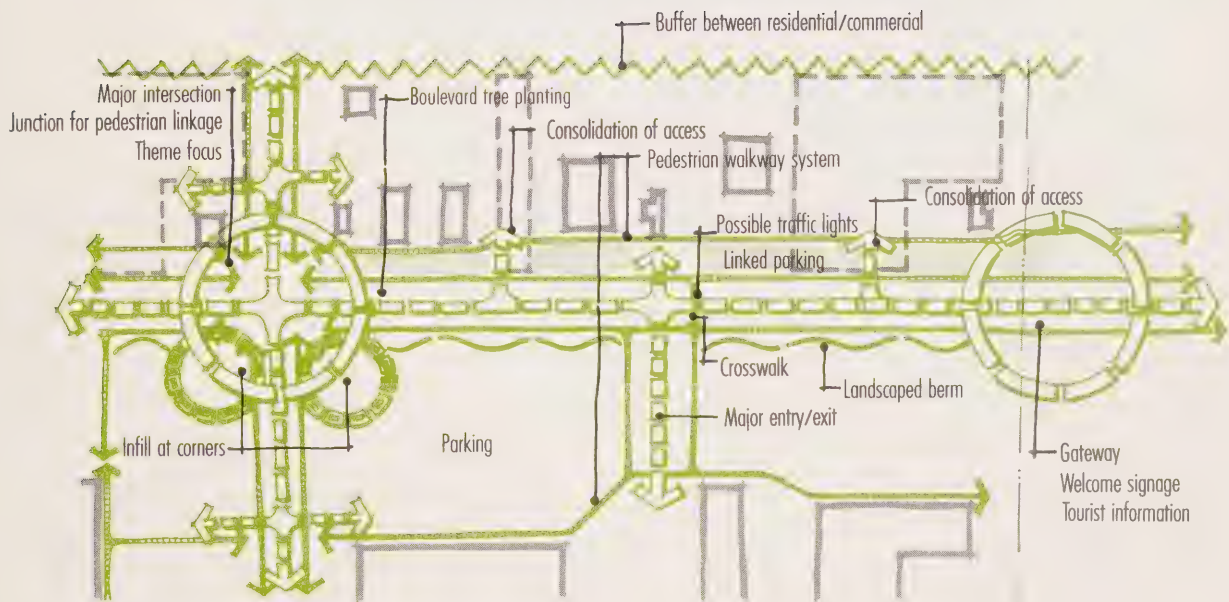 Buffer between residential/commercial
Major intersection
Junction for pedestrian linkage
Theme focus
Boulevard tree planting
Consolidation of access
Pedestrian walkway system
Consolidation of access
Possible traffic lights
Linked parking
Crosswalk
Landscaped berm
Major entry/exit
Infill at corners
Parking
Gateway
Welcome signage
Tourist information